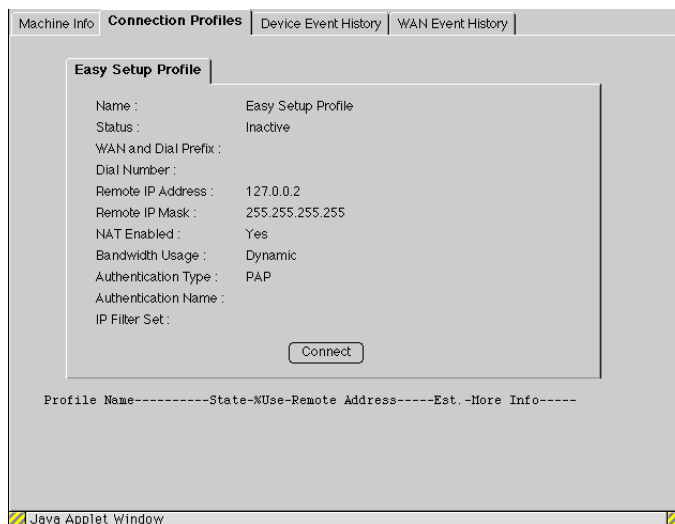 Machine Info Connection Profiles Device Event History WAN Event History
Easy Setup Profile
Name : Easy Setup Profile
Status : Inactive
WAN and Dial Prefix :
Dial Number :
Remote IP Address : 127.0.0.2
Remote IP Mask : 255.255.255.255
NAT Enabled : Yes
Bandwidth Usage : Dynamic
Authentication Type : PAP
Authentication Name :
IP Filter Set :
Connect
Profile Name----------State-%Use-Remote Address-----Est.-More Info-----
Java Applet Window